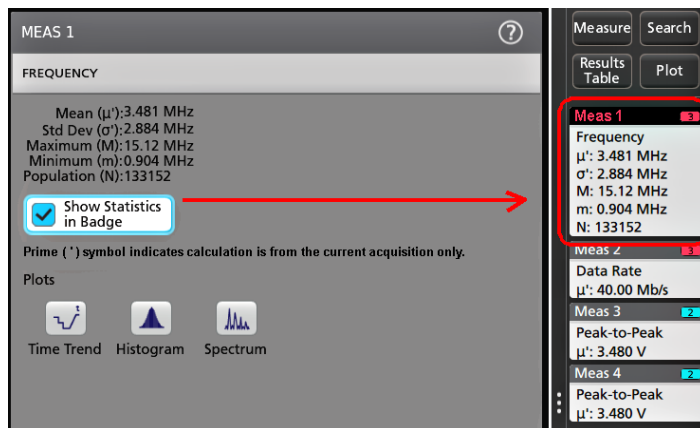 MEAS 1
?
FREQUENCY
Mean (µ'):3.481 MHz
Std Dev (σ'):2.884 MHz
Maximum (M):15.12 MHz
Minimum (m):0.904 MHz
Population (N):133152
Show Statistics
in Badge
Prime ( ' ) symbol indicates calculation is from the current acquisition only.
Plots
Time Trend Histogram Spectrum
Measure Search
Results
Table
Plot
Meas 1 3
Frequency
µ': 3.481 MHz
σ': 2.884 MHz
M: 15.12 MHz
m: 0.904 MHz
N: 133152
Meas 2 3
Data Rate
µ': 40.00 Mb/s
Meas 3 2
Peak-to-Peak
µ': 3.480 V
Meas 4 2
Peak-to-Peak
µ': 3.480 V